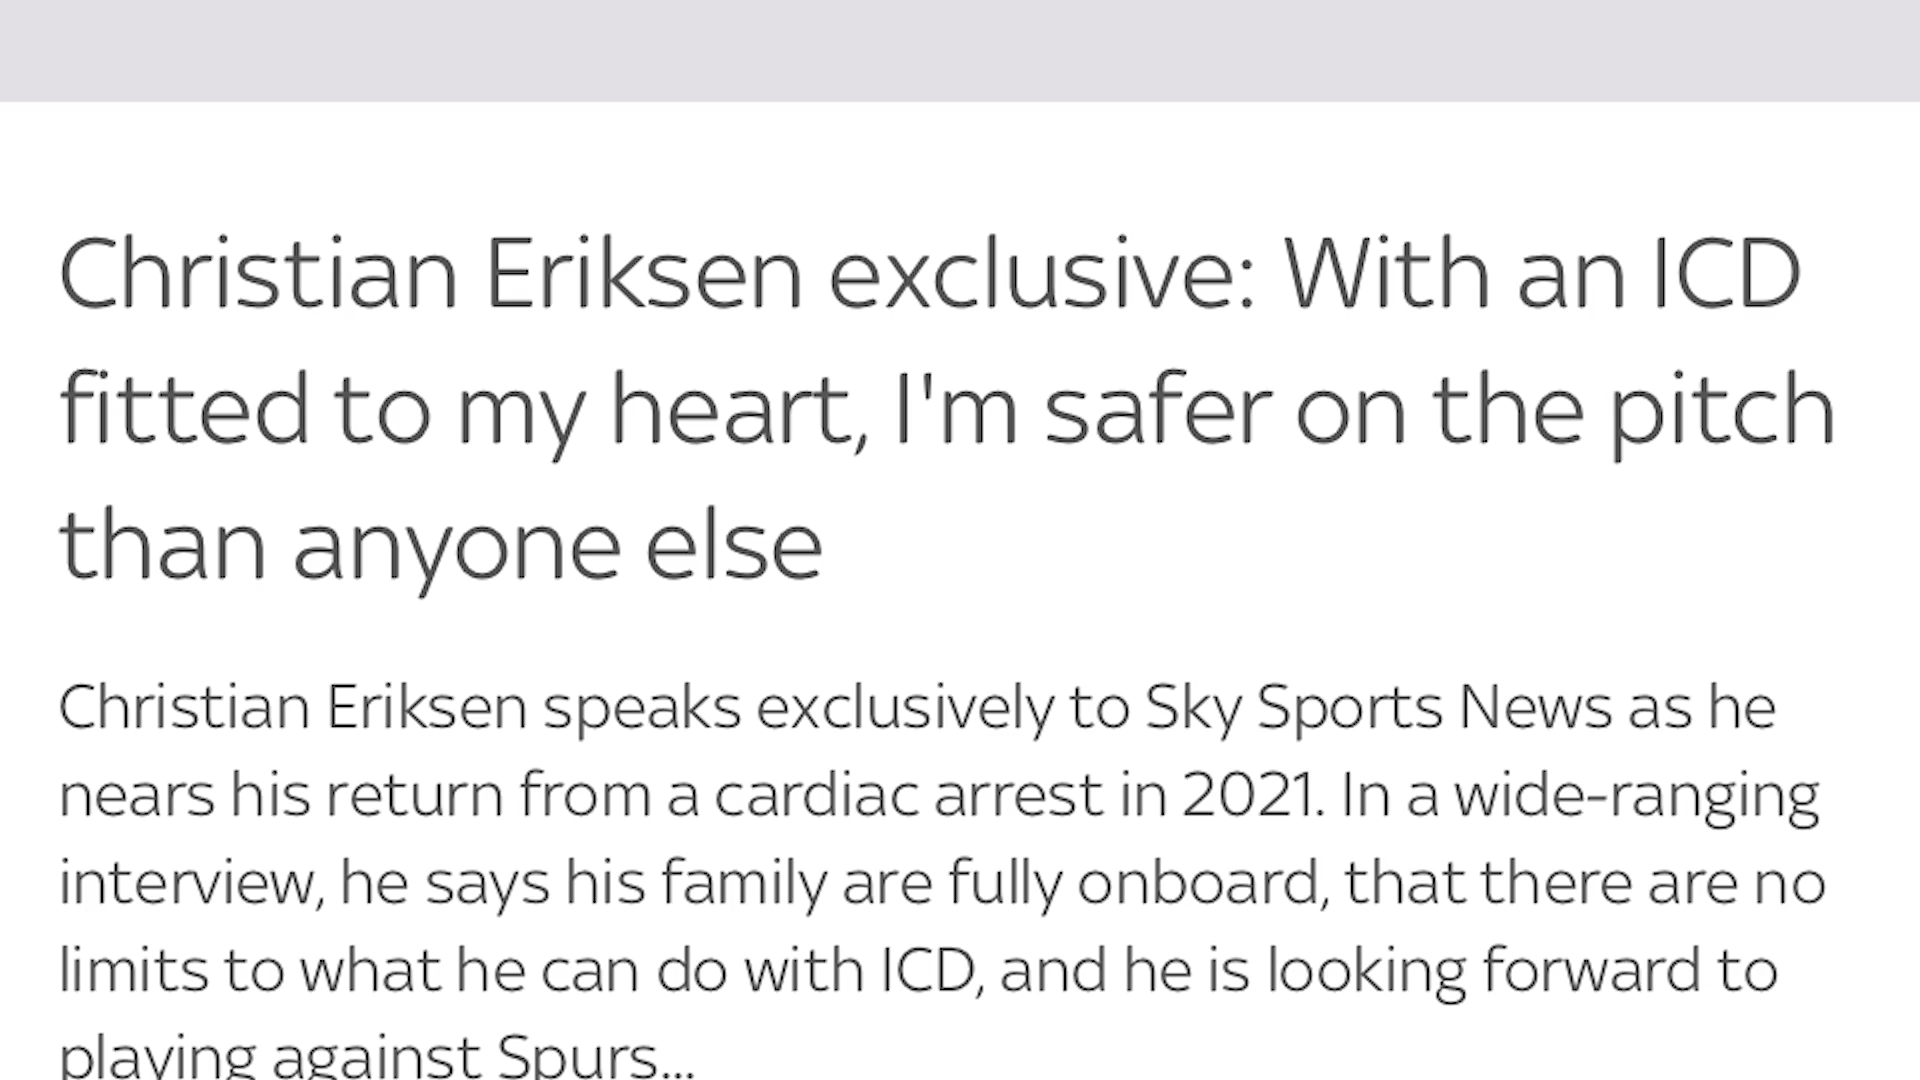 Christian Eriksen exclusive: With an ICD
fitted to my heart, I'm safer on the pitch
than anyone else
Christian Eriksen speaks exclusively to Sky Sports News as he
nears his return from a cardiac arrest in 2021. In a wide-ranging
interview, he says his family are fully onboard, that there are no
limits to what he can do with ICD, and he is looking forward to
playing against Spurs...